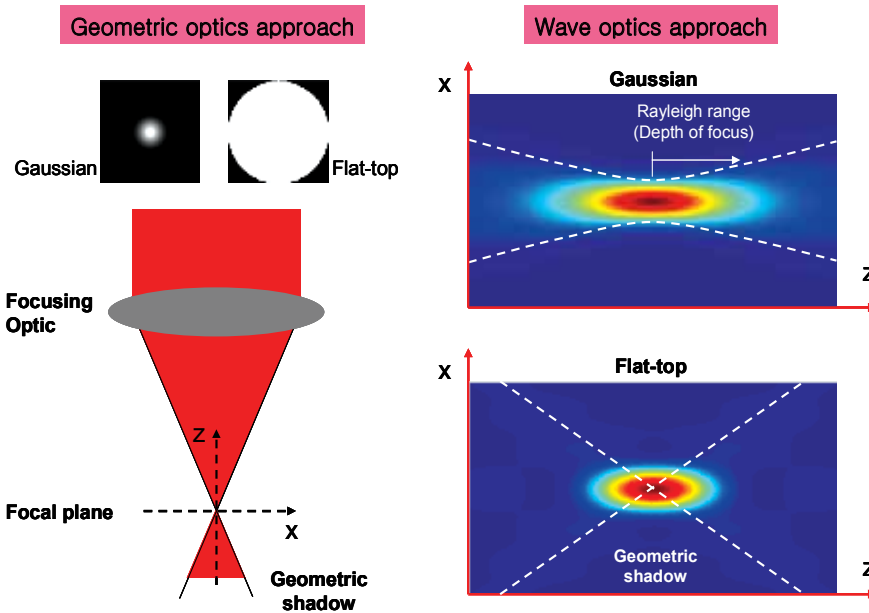 Geometric optics approach
Gaussian
Flat-top
Focusing
Optic
Z
Focal plane
X
Geometric
shadow
Wave optics approach
X
Gaussian
Rayleigh range
(Depth of focus)
Z
X
Flat-top
Geometric
shadow
Z